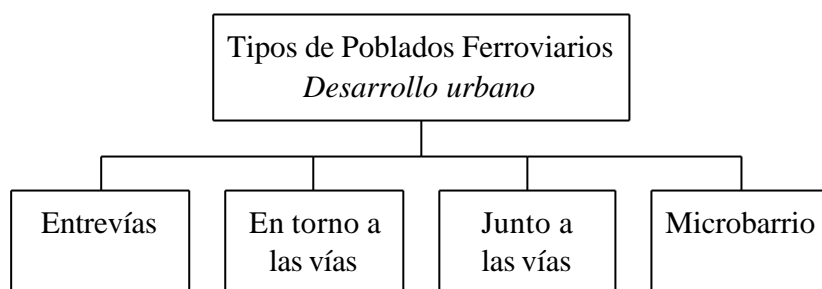 Tipos de Poblados Ferroviarios
Desarrollo urbano
Entrevías
En torno a
las vías
Junto a
las vías
Microbarrio